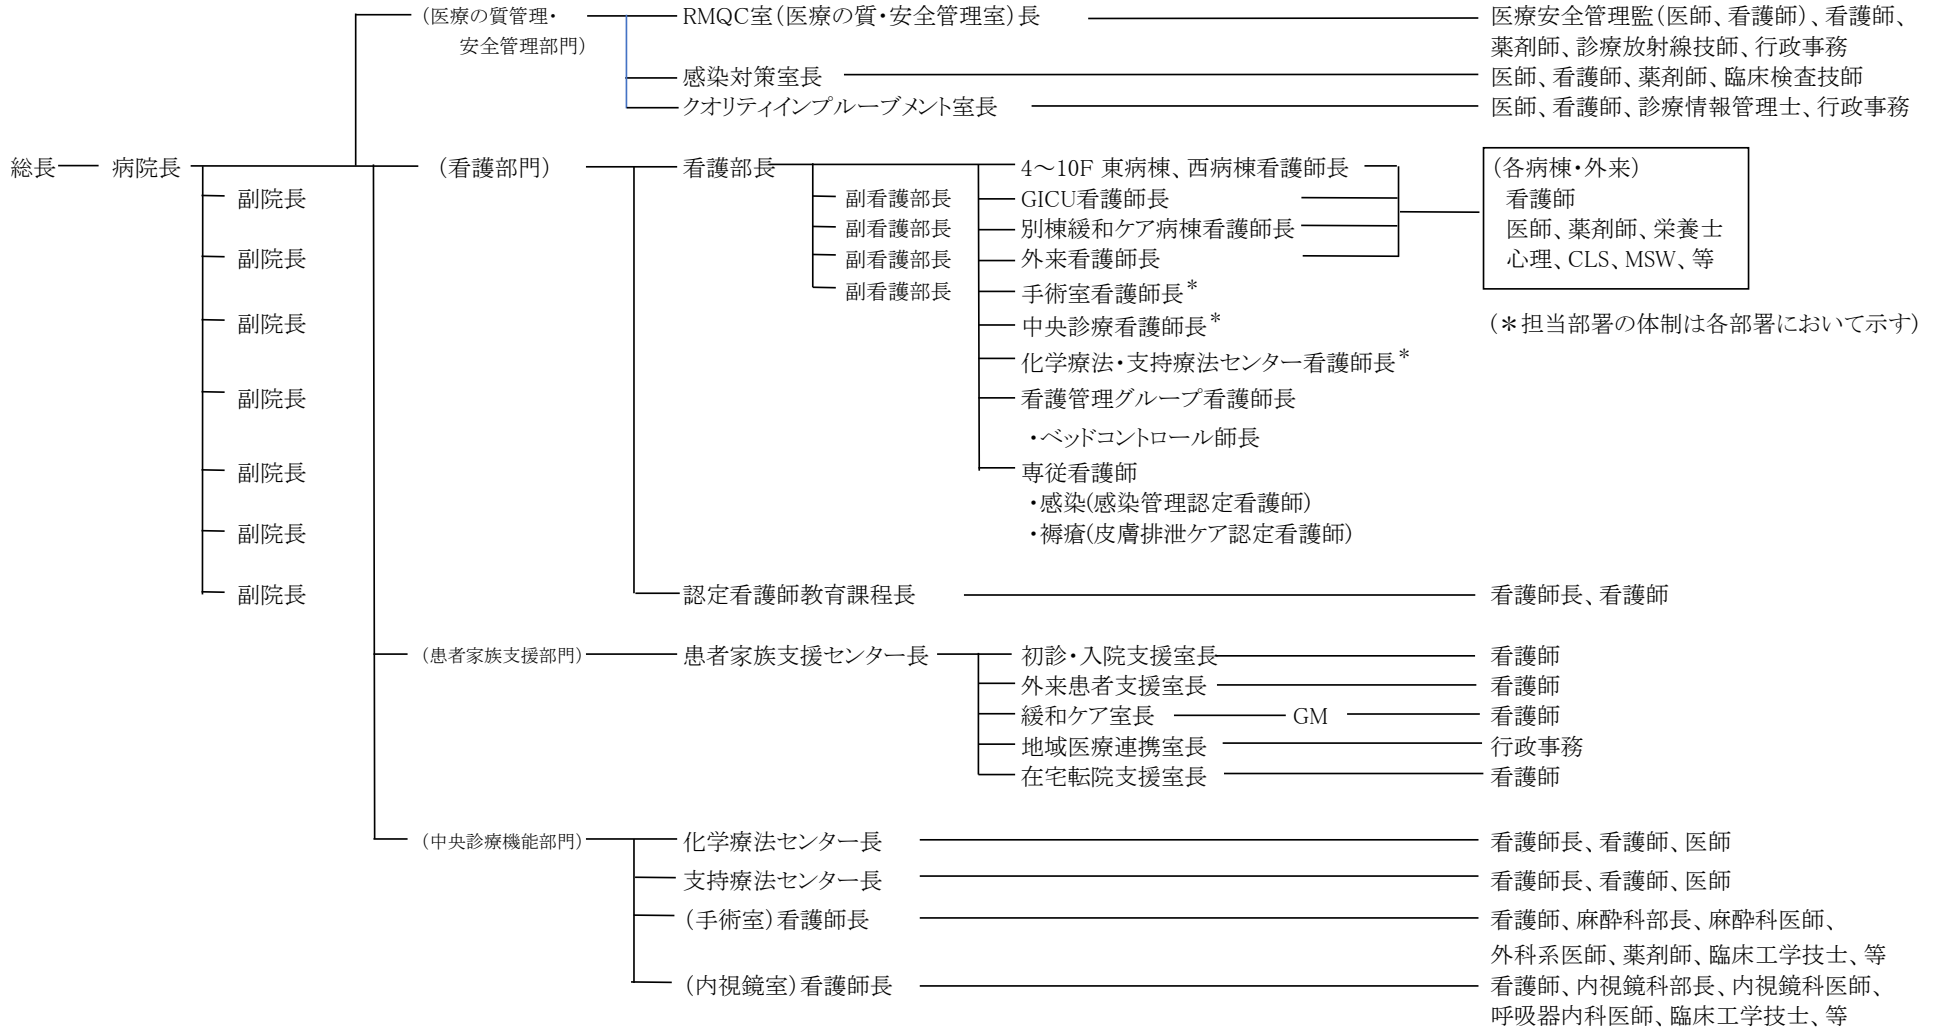 （医療の質管理・
安全管理部門）
RMQC室（医療の質・安全管理室）長
医療安全管理監（医師、看護師）、看護師、
薬剤師、診療放射線技師、行政事務
感染対策室長
医師、看護師、薬剤師、臨床検査技師
クオリティインプルーブメント室長
医師、看護師、診療情報管理士、行政事務
総長
病院長
副院長
副院長
副院長
副院長
副院長
副院長
副院長
（看護部門）
看護部長
副看護部長
副看護部長
副看護部長
副看護部長
4～10F 東病棟、西病棟看護師長
GICU看護師長
別棟緩和ケア病棟看護師長
外来看護師長
手術室看護師長*
中央診療看護師長*
化学療法・支持療法センター看護師長*
看護管理グループ看護師長
・ベッドコントロール師長
専従看護師
・感染(感染管理認定看護師)
・褥瘡(皮膚排泄ケア認定看護師)
（各病棟・外来）
看護師
医師、薬剤師、栄養士
心理、CLS、MSW、等
（＊担当部署の体制は各部署において示す）
認定看護師教育課程長
看護師長、看護師
（患者家族支援部門）
患者家族支援センター長
初診・入院支援室長
看護師
外来患者支援室長
看護師
緩和ケア室長
GM
看護師
地域医療連携室長
行政事務
在宅転院支援室長
看護師
（中央診療機能部門）
化学療法センター長
看護師長、看護師、医師
支持療法センター長
看護師長、看護師、医師
（手術室）看護師長
看護師、麻酔科部長、麻酔科医師、
外科系医師、薬剤師、臨床工学技士、等
（内視鏡室）看護師長
看護師、内視鏡科部長、内視鏡科医師、
呼吸器内科医師、臨床工学技士、等